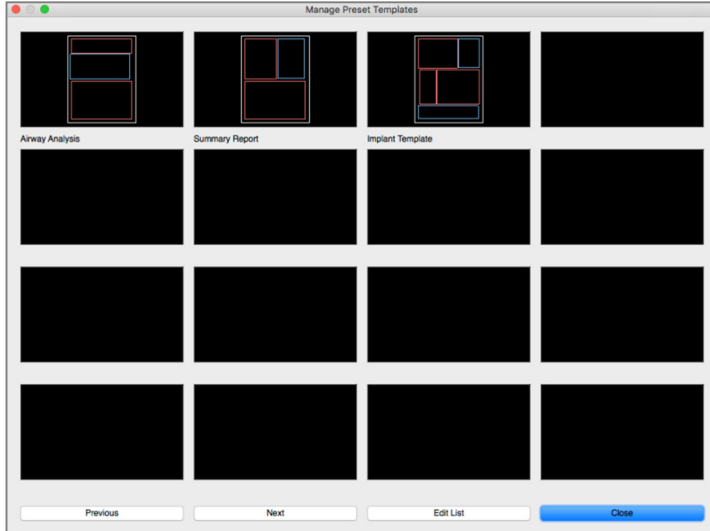 Manage Preset Templates
Airway Analysis
Summary Report
Implant Template
Previous
Next
Edit List
Close